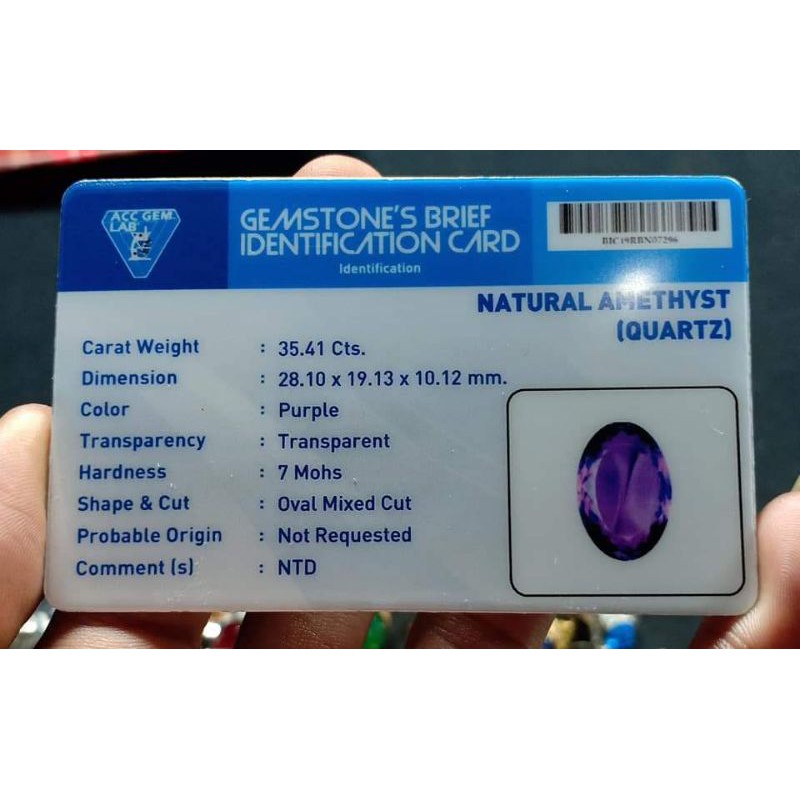 ACC GEM
LAB
GEMSTONE'S BRIEF
IDENTIFICATION CARD
Identification
BIC19RBN07296
NATURAL AMETHYST
(QUARTZ)
Carat Weight : 35.41 Cts.
Dimension : 28.10 x 19.13 x 10.12 mm.
Color : Purple
Transparency : Transparent
Hardness : 7 Mohs
Shape & Cut : Oval Mixed Cut
Probable Origin : Not Requested
Comment (s) : NTD